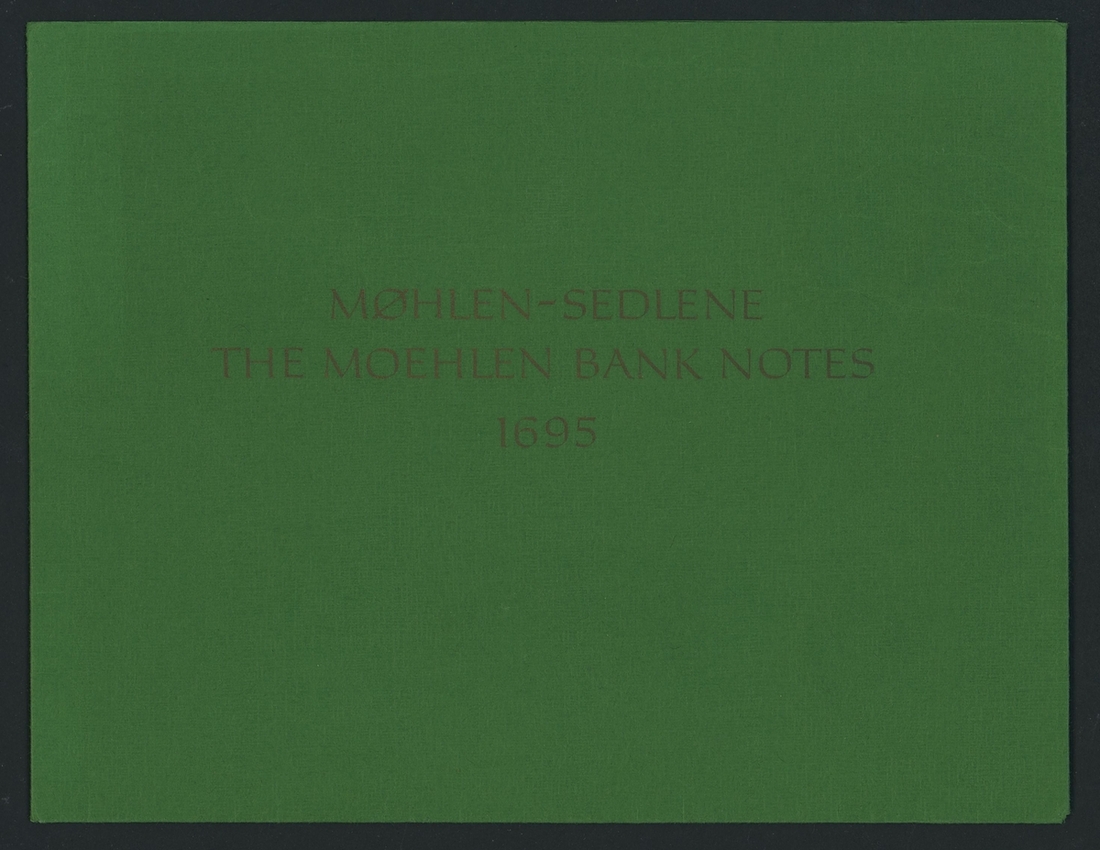 MØHLEN-SEDLENE
THE MOEHLEN BANK NOTES
1695